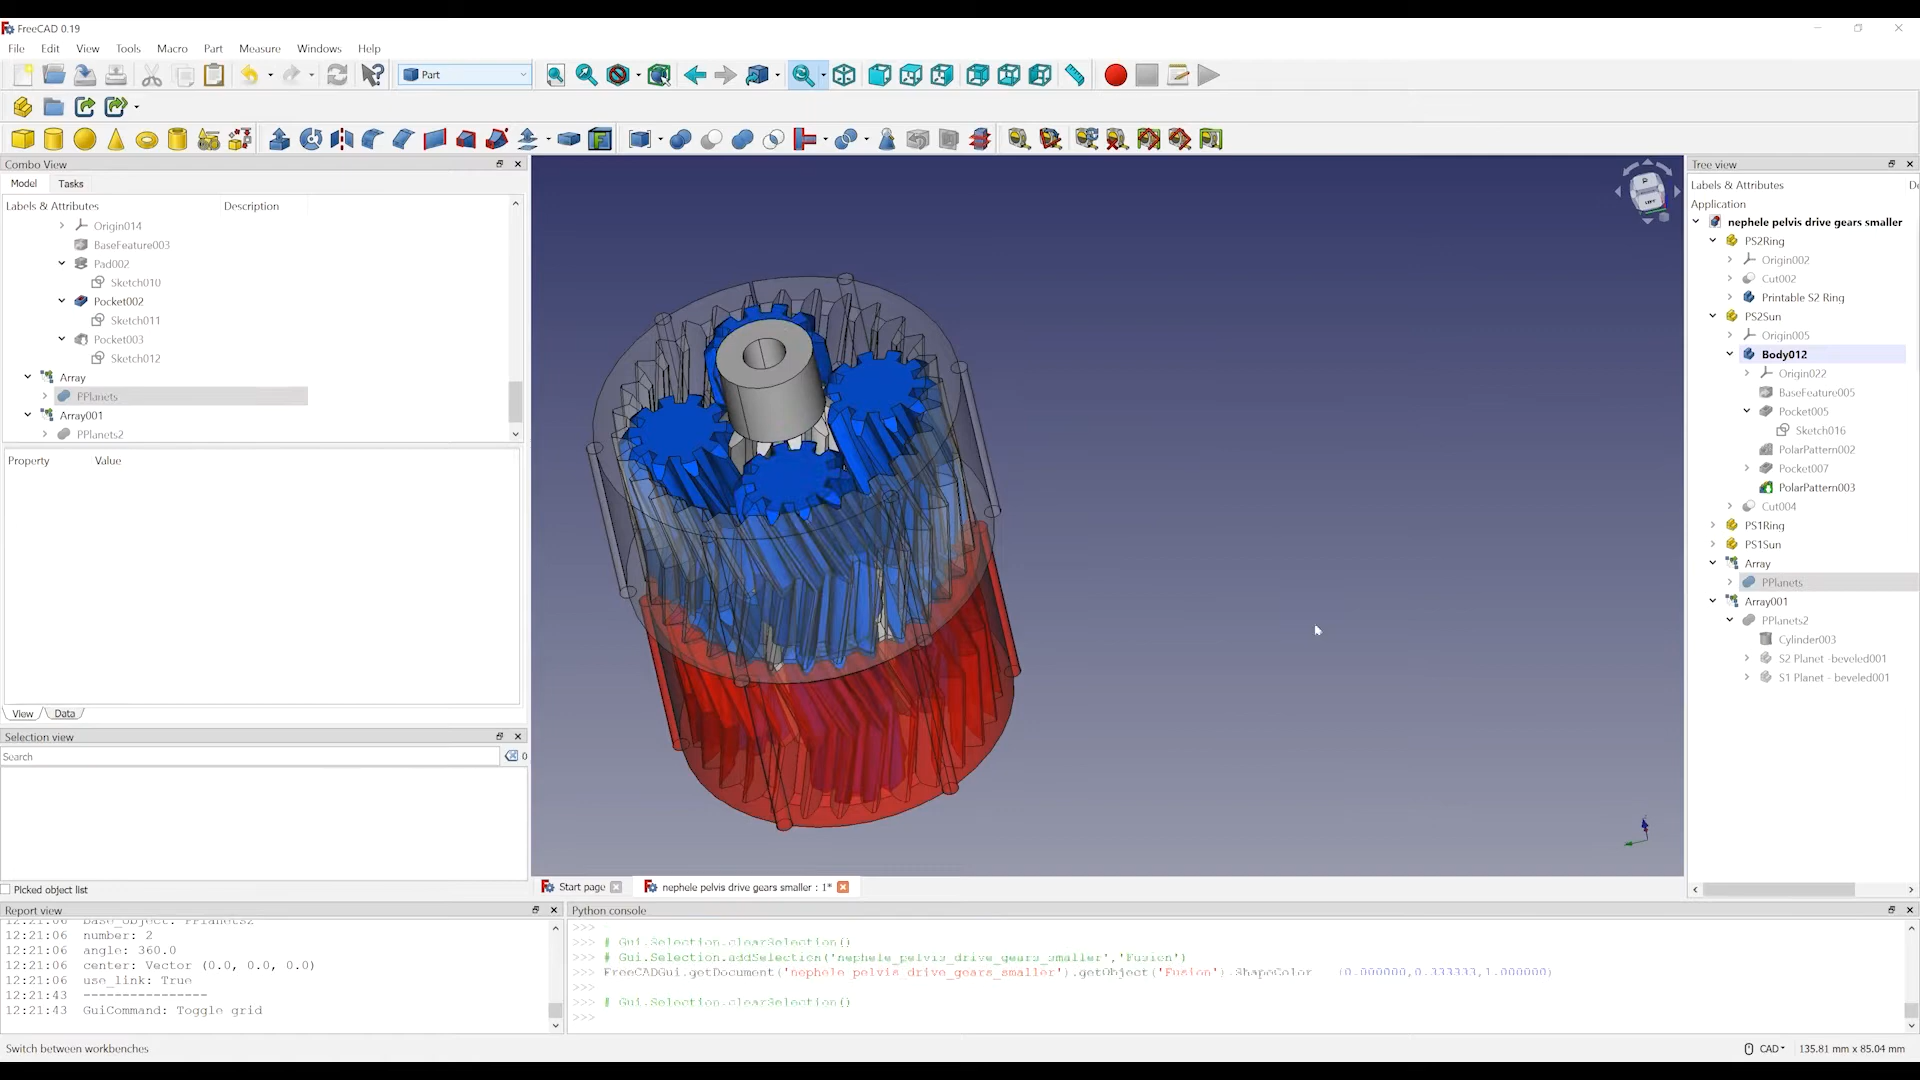 FreeCAD 0.19
File Edit View Tools Macro Part Measure Windows Help
Part
Combo View
Model Tasks
Labels & Attributes Description
Origin014
BaseFeature003
Pad002
Sketch010
Pocket002
Sketch011
Pocket003
Sketch012
Array
PPlanets
Array001
PPlanets2
Property Value
View Data
Selection view
Search
0
Picked object list
Report view
12:21:06 base_object: PPlanets2
12:21:06 number: 2
12:21:06 angle: 360.0
12:21:06 center: Vector (0.0, 0.0, 0.0)
12:21:06 use_link: True
12:21:43 ----------------
12:21:43 GuiCommand: Toggle grid
Start page
nephele pelvis drive gears smaller : 1*
Python console
>>>
>>> # Gui.Selection.clearSelection()
>>> # Gui.Selection.addSelection('nephele_pelvis_drive_gears_smaller','Fusion')
>>> FreeCADGui.getDocument('nephele_pelvis_drive_gears_smaller').getObject('Fusion').ShapeColor (0.000000,0.333333,1.000000)
>>>
>>> # Gui.Selection.clearSelection()
>>>
Tree view
Labels & Attributes
Application
nephele pelvis drive gears smaller
PS2Ring
Origin002
Cut002
Printable S2 Ring
PS2Sun
Origin005
Body012
Origin022
BaseFeature005
Pocket005
Sketch016
PolarPattern002
Pocket007
PolarPattern003
Cut004
PS1Ring
PS1Sun
Array
PPlanets
Array001
PPlanets2
Cylinder003
S2 Planet -beveled001
S1 Planet - beveled001
Switch between workbenches
CAD
135.81 mm x 85.04 mm